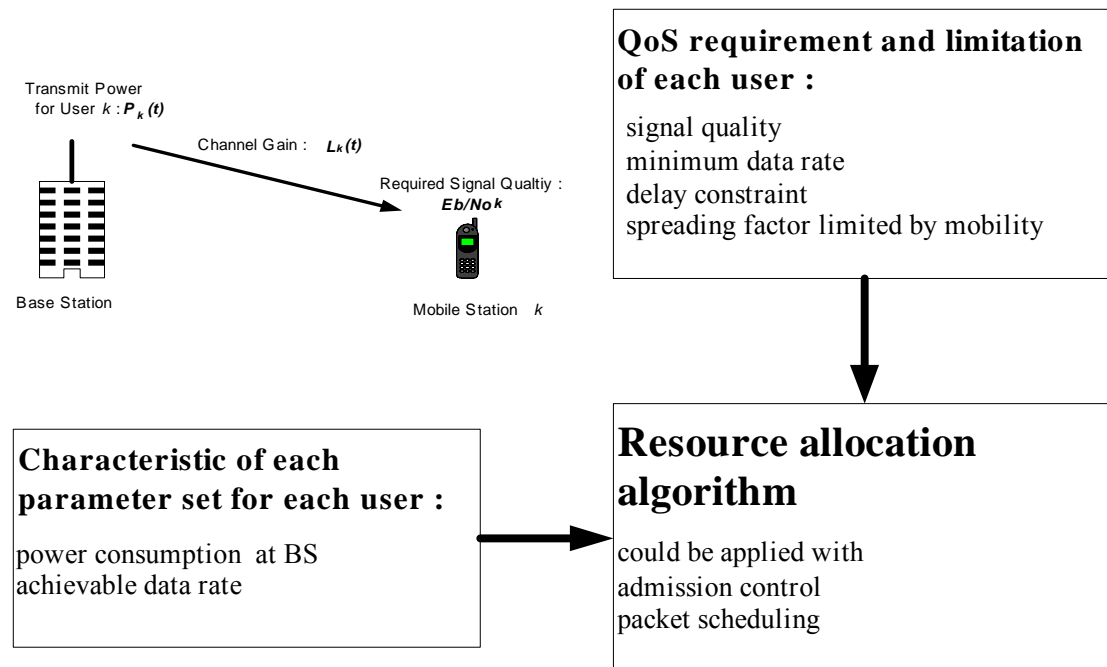 Transmit Power
for User k : P k (t)
Channel Gain : Lk(t)
Required Signal Qualtiy :
Eb/No k
Base Station
Mobile Station k
QoS requirement and limitation
of each user :
signal quality
minimum data rate
delay constraint
spreading factor limited by mobility
Characteristic of each
parameter set for each user :
power consumption at BS
achievable data rate
Resource allocation
algorithm
could be applied with
admission control
packet scheduling